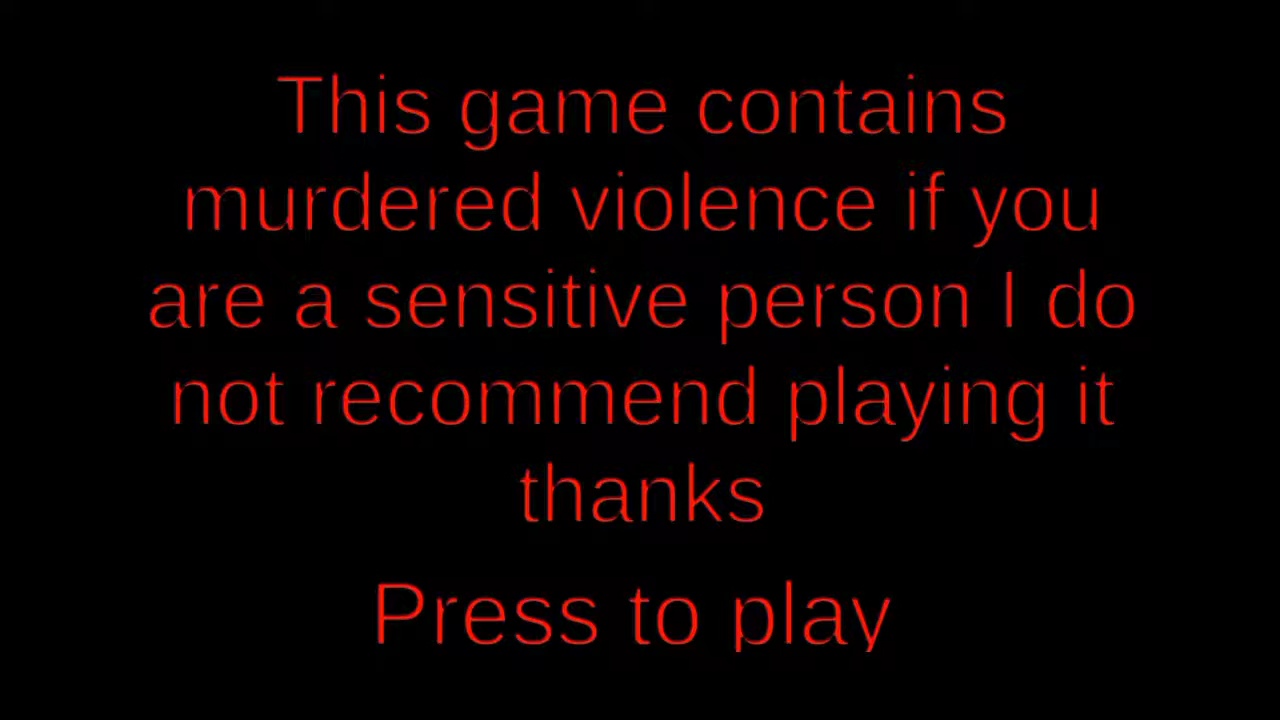 This game contains
murdered violence if you
are a sensitive person I do
not recommend playing it
thanks
Press to play